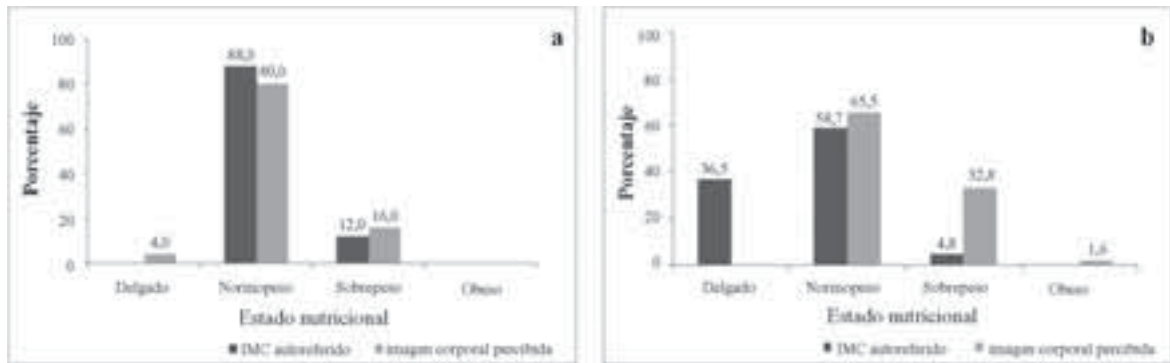 a
100
80
60
40
20
0
Porcentaje
88,0
80,0
4,0
12,0
16,0
Delgado
Normopeso
Sobrepeso
Obeso
Estado nutricional
IMC autoreferido
imagen corporal percibida
b
100
80
60
40
20
0
Porcentaje
36,5
58,7
65,5
4,8
32,8
1,6
Delgado
Normopeso
Sobrepeso
Obeso
Estado nutricional
IMC autoreferido
imagen corporal percibida